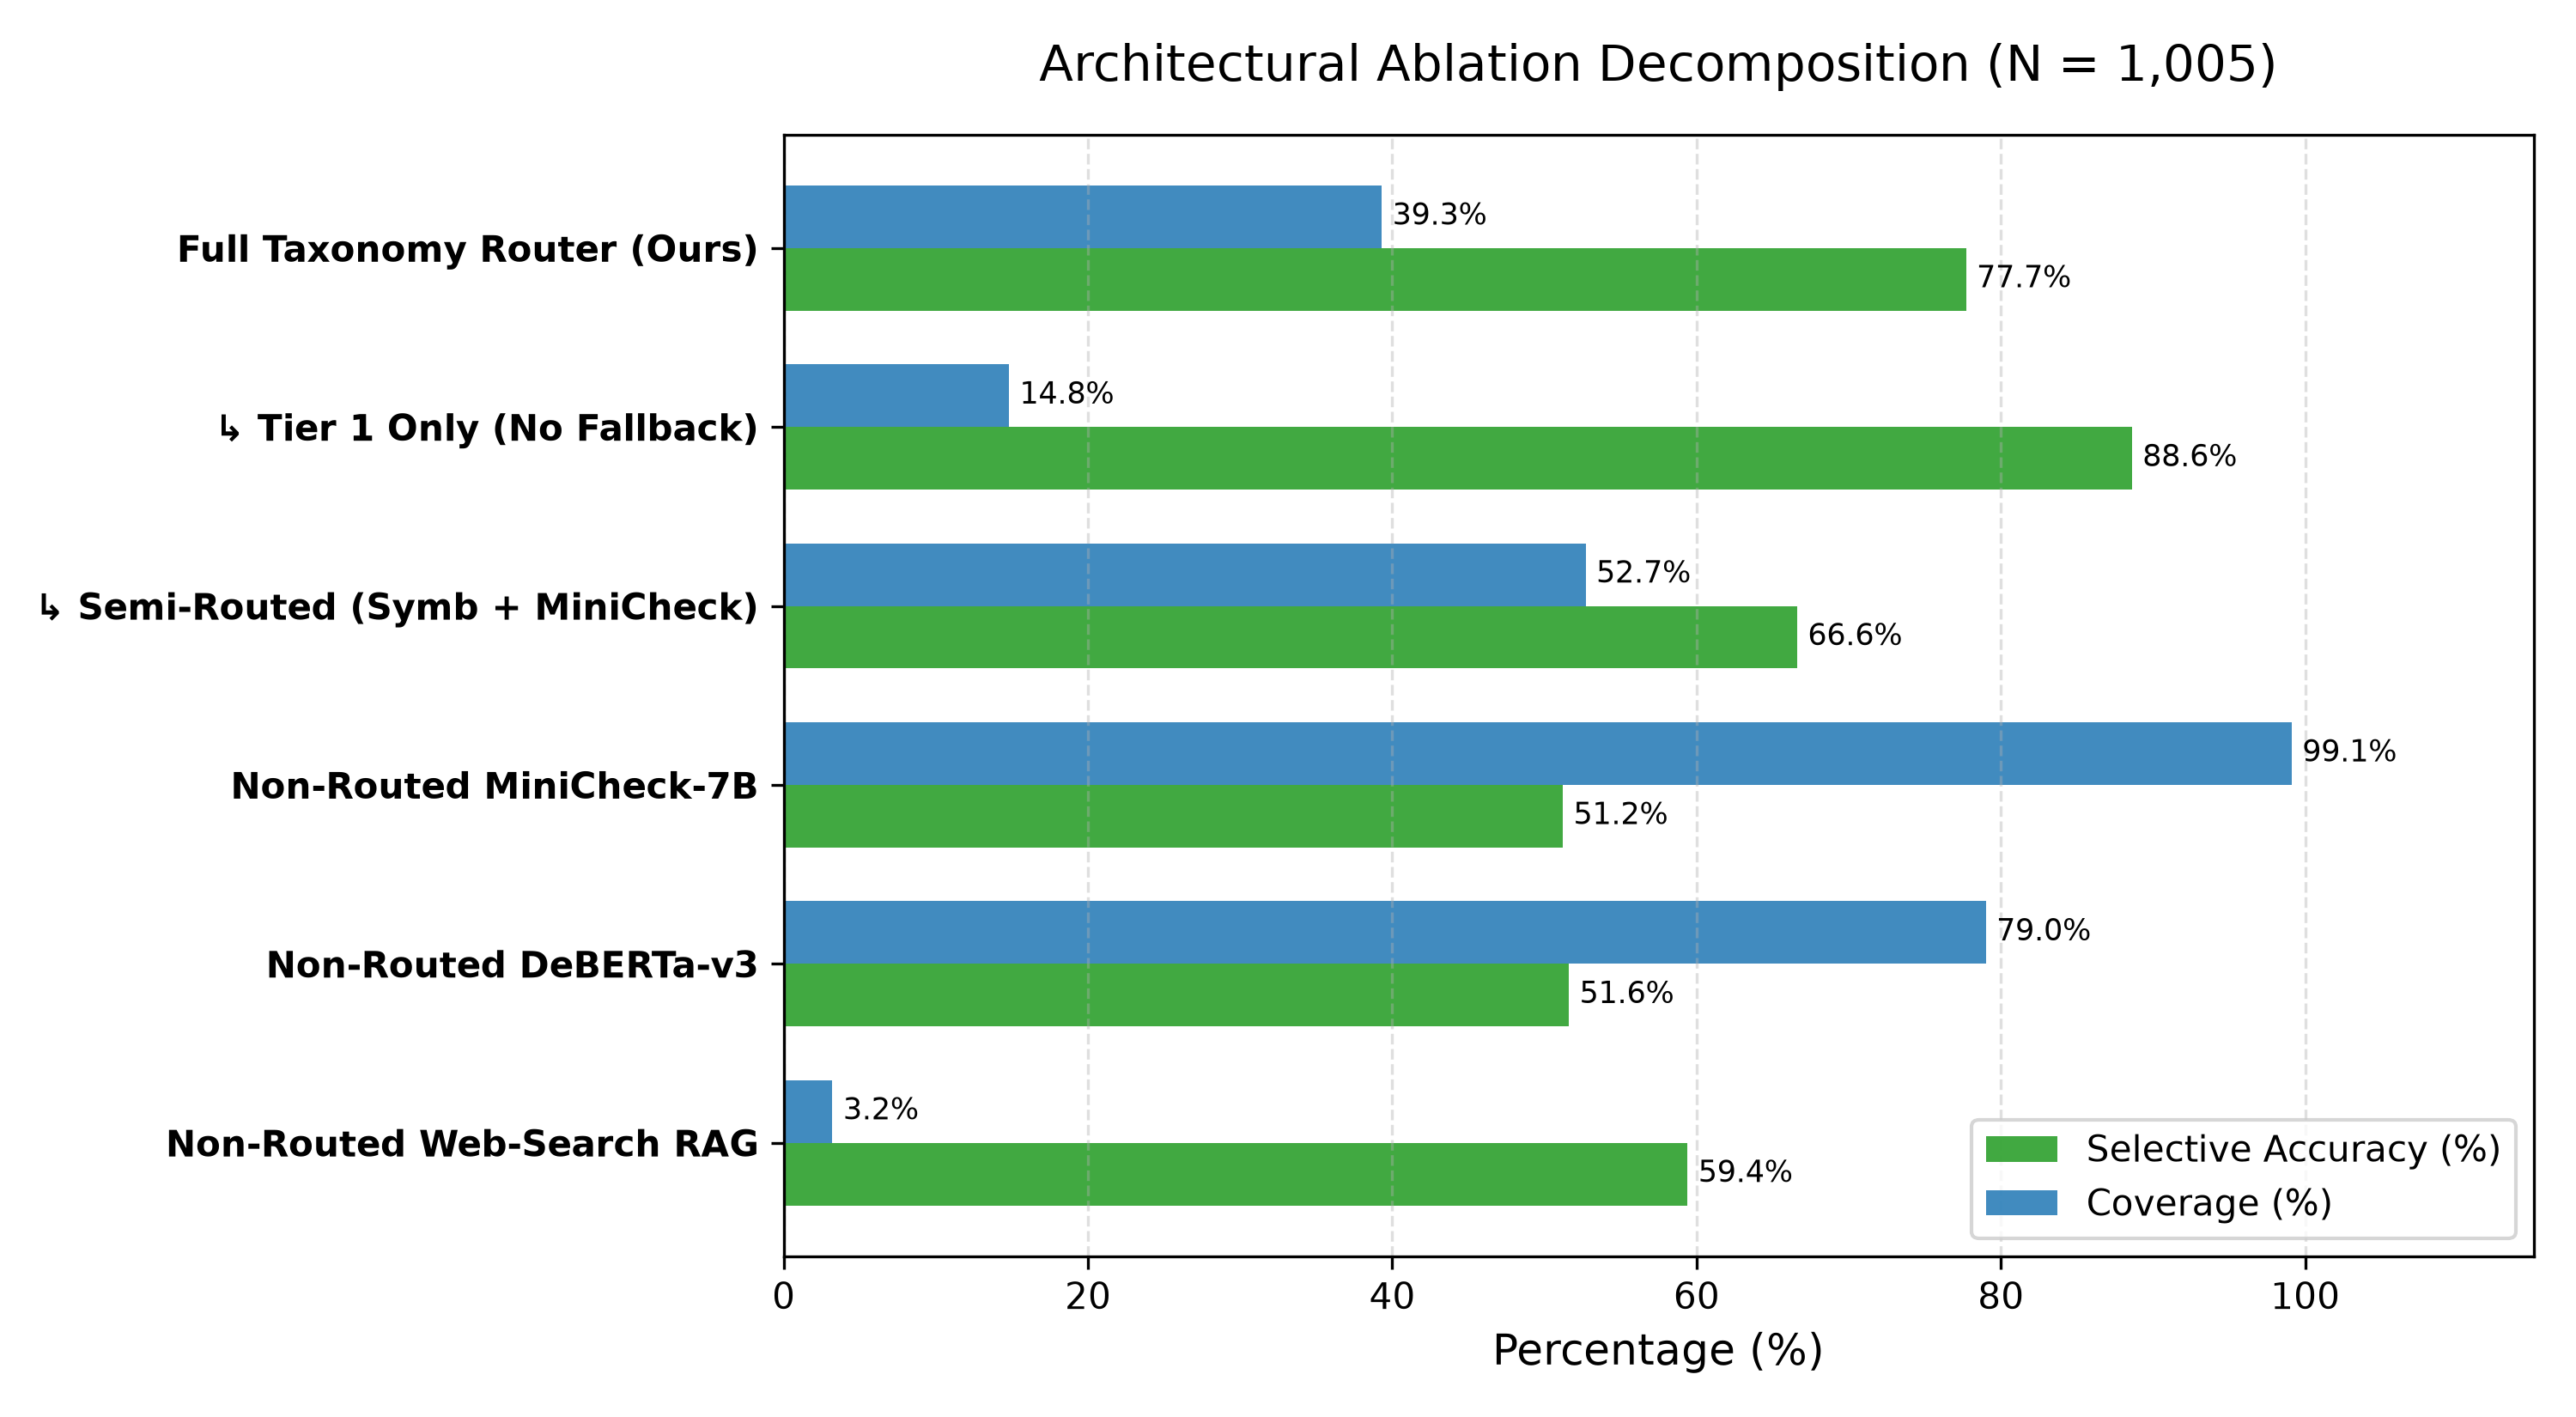 Architectural Ablation Decomposition (N = 1,005)
Full Taxonomy Router (Ours)
39.3%
77.7%
↳ Tier 1 Only (No Fallback)
14.8%
88.6%
↳ Semi-Routed (Symb + MiniCheck)
52.7%
66.6%
Non-Routed MiniCheck-7B
99.1%
51.2%
Non-Routed DeBERTa-v3
79.0%
51.6%
Non-Routed Web-Search RAG
3.2%
59.4%
Selective Accuracy (%)
Coverage (%)
0 20 40 60 80 100
Percentage (%)